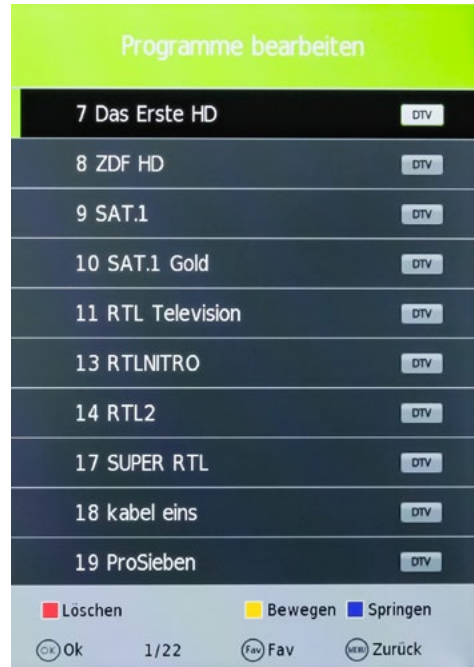 Programme bearbeiten
7 Das Erste HD DTV
8 ZDF HD DTV
9 SAT.1 DTV
10 SAT.1 Gold DTV
11 RTL Television DTV
13 RTLNITRO DTV
14 RTL2 DTV
17 SUPER RTL DTV
18 kabel eins DTV
19 ProSieben DTV
Löschen Bewegen Springen
OK Ok 1/22 Fav Fav MENU Zurück